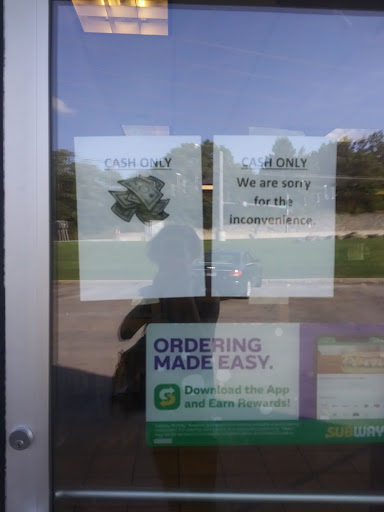 CASH ONLY
CASH ONLY
We are sorry
for the
inconvenience.
ORDERING
MADE EASY.
Download the App
and Earn Rewards!
SUBWAY